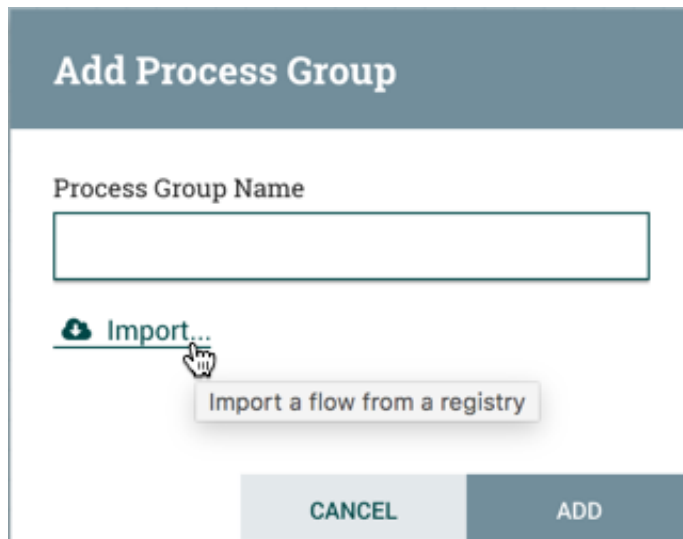 Add Process Group
Process Group Name
Import...
Import a flow from a registry
CANCEL
ADD